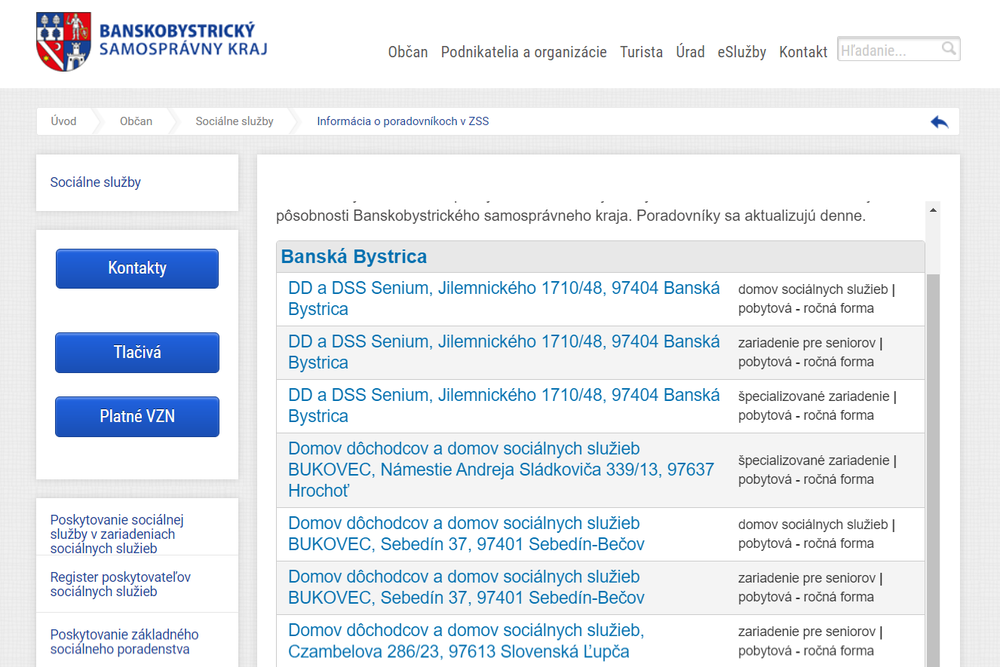 BANSKOBYSTRICKÝ
SAMOSPRÁVNY KRAJ
Občan Podnikatelia a organizácie Turista Úrad eSlužby Kontakt Hľadanie...
Úvod Občan Sociálne služby Informácia o poradovníkoch v ZSS
Sociálne služby
Kontakty
Tlačivá
Platné VZN
Poskytovanie sociálnej
služby v zariadeniach
sociálnych služieb
Register poskytovateľov
sociálnych služieb
Poskytovanie základného
sociálneho poradenstva
pôsobnosti Banskobystrického samosprávneho kraja. Poradovníky sa aktualizujú denne.
Banská Bystrica
DD a DSS Senium, Jilemnického 1710/48, 97404 Banská
Bystrica
domov sociálnych služieb |
pobytová - ročná forma
DD a DSS Senium, Jilemnického 1710/48, 97404 Banská
Bystrica
zariadenie pre seniorov |
pobytová - ročná forma
DD a DSS Senium, Jilemnického 1710/48, 97404 Banská
Bystrica
špecializované zariadenie |
pobytová - ročná forma
Domov dôchodcov a domov sociálnych služieb
BUKOVEC, Námestie Andreja Sládkoviča 339/13, 97637
Hrochoť
špecializované zariadenie |
pobytová - ročná forma
Domov dôchodcov a domov sociálnych služieb
BUKOVEC, Sebedín 37, 97401 Sebedín-Bečov
domov sociálnych služieb |
pobytová - ročná forma
Domov dôchodcov a domov sociálnych služieb
BUKOVEC, Sebedín 37, 97401 Sebedín-Bečov
zariadenie pre seniorov |
pobytová - ročná forma
Domov dôchodcov a domov sociálnych služieb,
Czambelova 286/23, 97613 Slovenská Ľupča
zariadenie pre seniorov |
pobytová - ročná forma